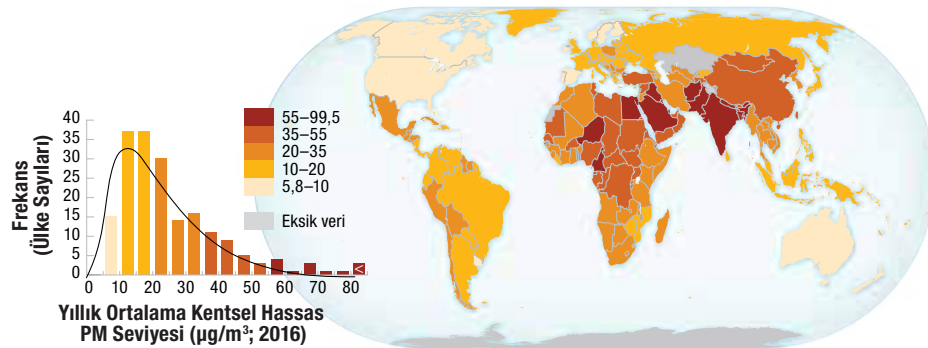 Frekans
(Ülke Sayıları)
40
35
30
25
20
15
10
5
0
0 10 20 30 40 50 60 70 80
<
Yıllık Ortalama Kentsel Hassas
PM Seviyesi (µg/m³; 2016)
55–99,5
35–55
20–35
10–20
5,8–10
Eksik veri